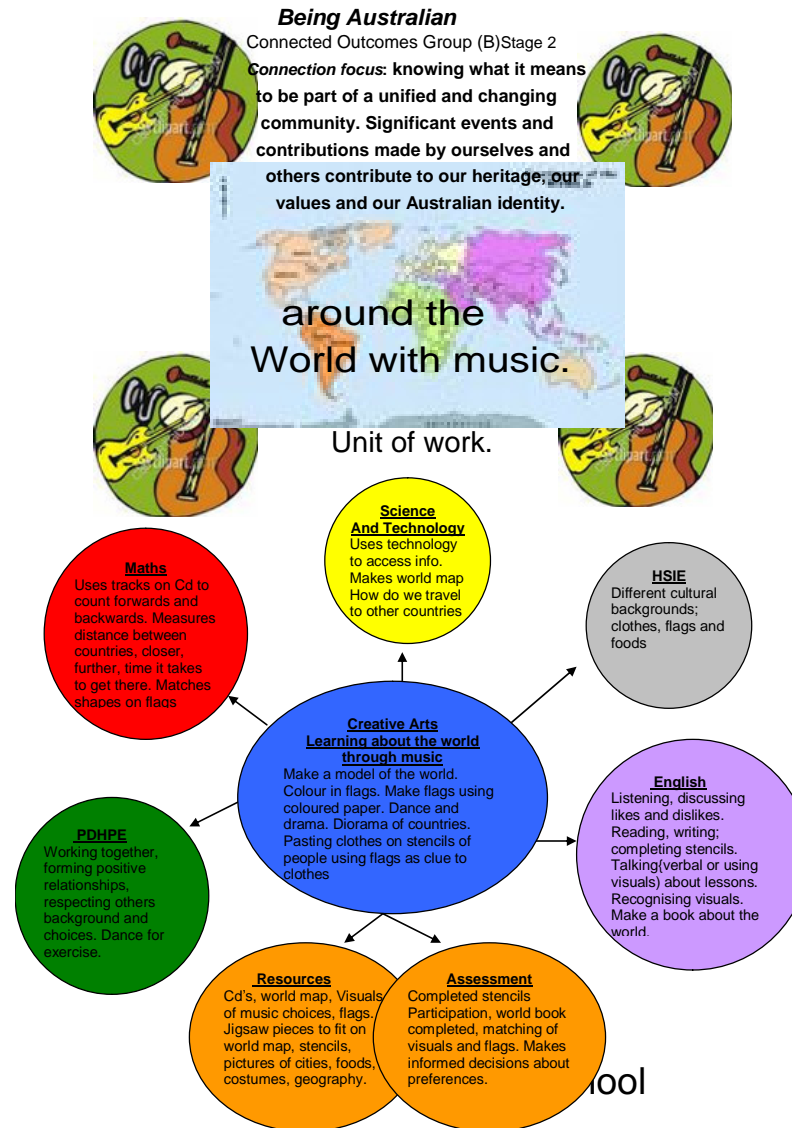 Being Australian
Connected Outcomes Group (B)Stage 2
Connection focus: knowing what it means
to be part of a unified and changing
community. Significant events and
contributions made by ourselves and
others contribute to our heritage, our
values and our Australian identity.
around the
World with music.
Unit of work.
Science
And Technology
Uses technology
to access info.
Makes world map
How do we travel
to other countries
Maths
Uses tracks on Cd to
count forwards and
backwards. Measures
distance between
countries, closer,
further, time it takes
to get there. Matches
shapes on flags
HSIE
Different cultural
backgrounds;
clothes, flags and
foods
Creative Arts
Learning about the world
through music
Make a model of the world.
Colour in flags. Make flags using
coloured paper. Dance and
drama. Diorama of countries.
Pasting clothes on stencils of
people using flags as clue to
clothes
English
Listening, discussing
likes and dislikes.
Reading, writing;
completing stencils.
Talking{verbal or using
visuals) about lessons.
Recognising visuals.
Make a book about the
world.
PDHPE
Working together,
forming positive
relationships,
respecting others
background and
choices. Dance for
exercise.
Resources
Cd's, world map, Visuals
of music choices, flags.
Jigsaw pieces to fit on
world map, stencils,
pictures of cities, foods,
costumes, geography.
Assessment
Completed stencils
Participation, world book
completed, matching of
visuals and flags. Makes
informed decisions about
preferences.